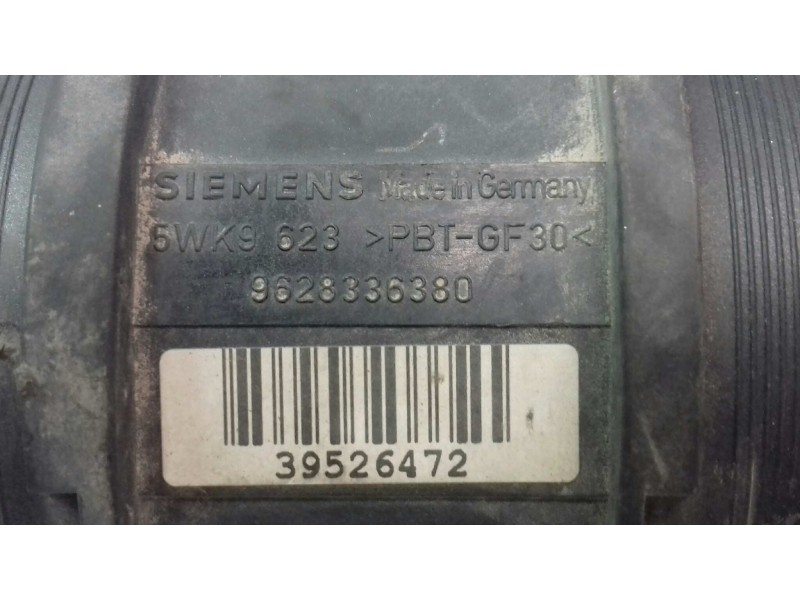 SIEMENS Made in Germany
5WK9 623 >PBT-GF30<
9628336380
39526472